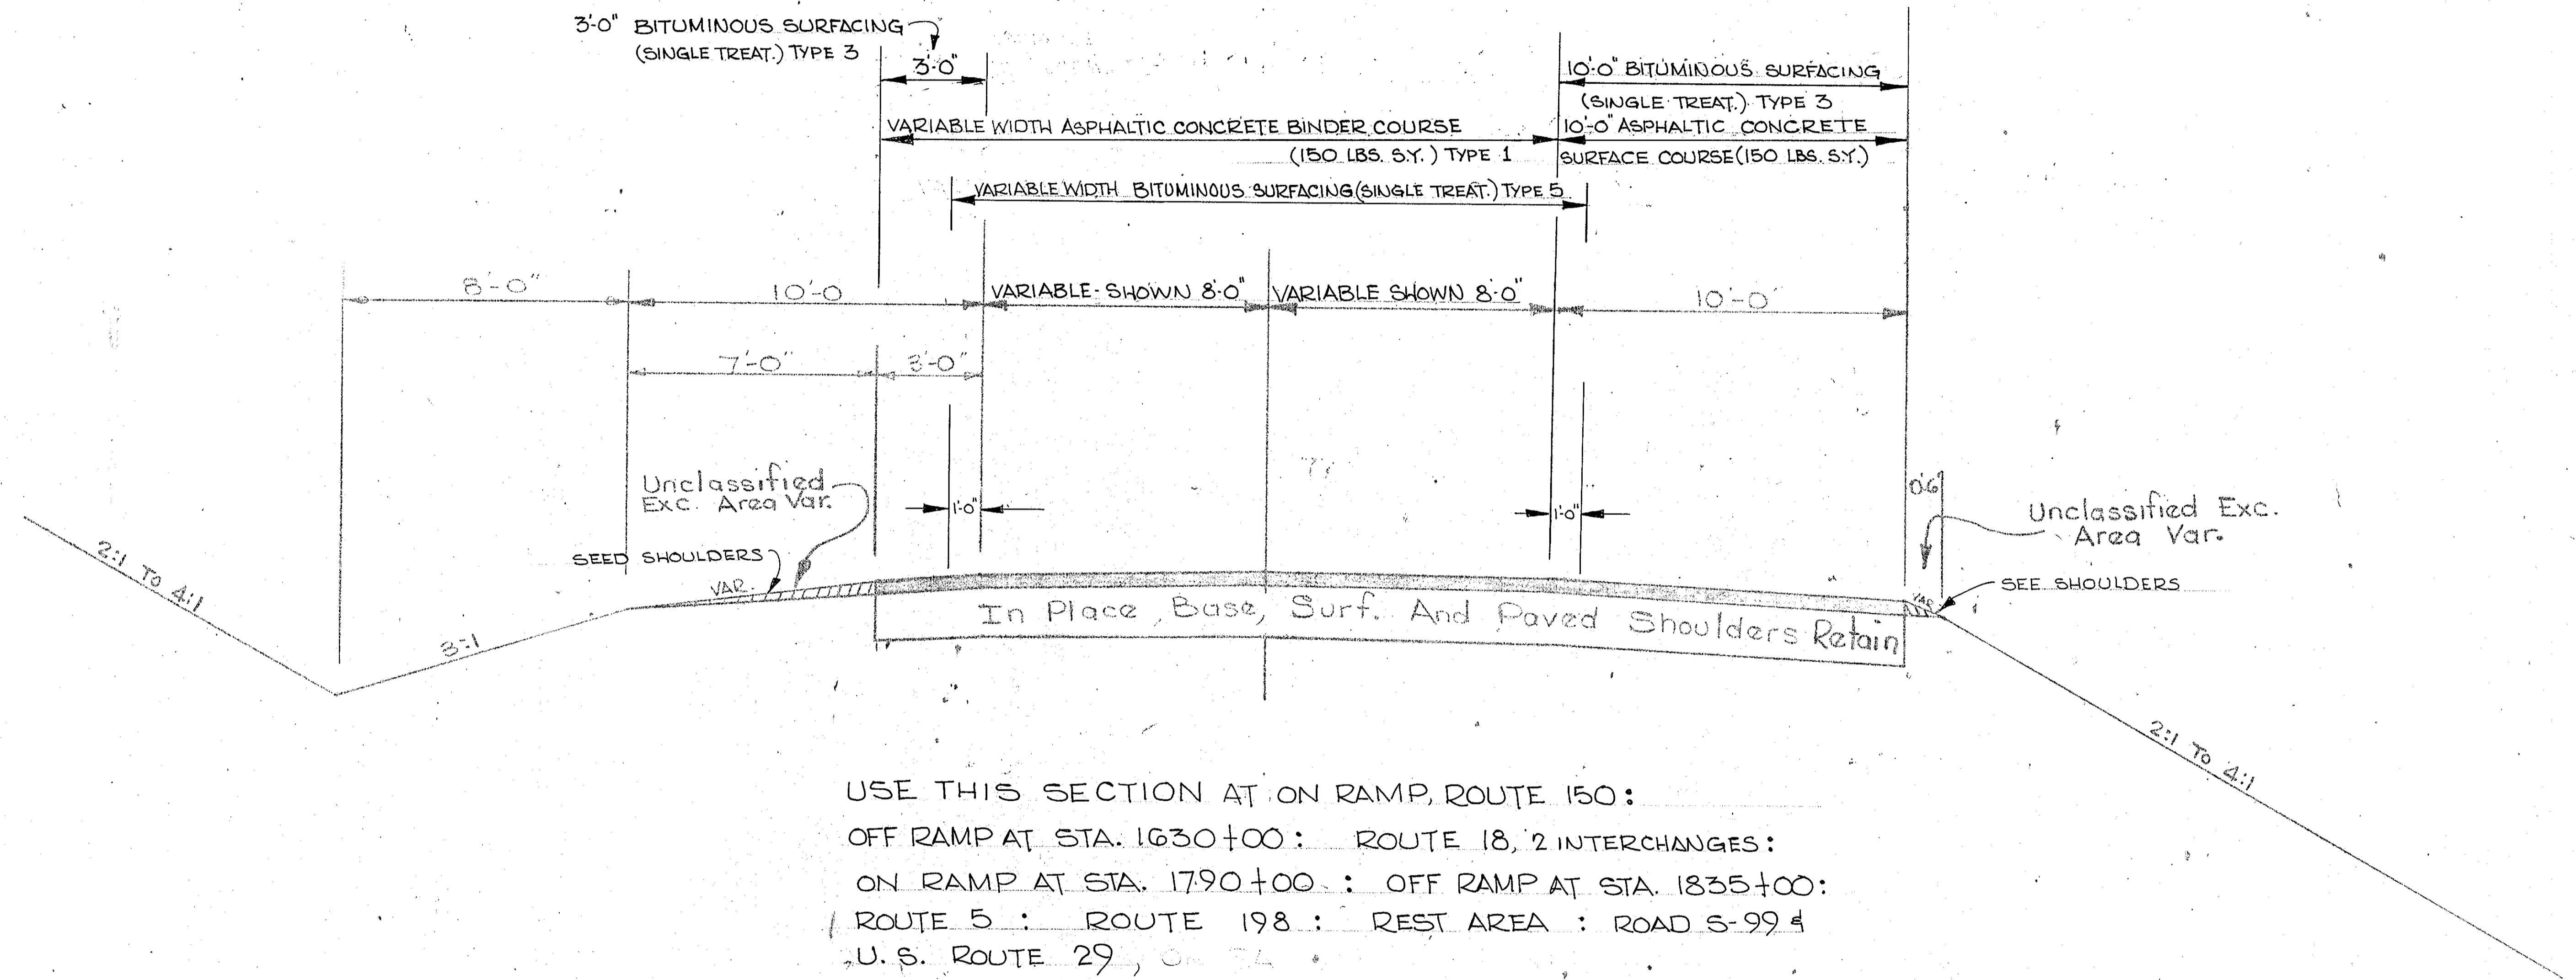 3'-0" BITUMINOUS SURFACING
(SINGLE TREAT.) TYPE 3
3'-0"
10'-0" BITUMINOUS SURFACING
(SINGLE TREAT.) TYPE 3
VARIABLE WIDTH ASPHALTIC CONCRETE BINDER COURSE
(150 LBS. S.Y.) TYPE 1
10'-0" ASPHALTIC CONCRETE
SURFACE COURSE (150 LBS. S.Y.)
VARIABLE WIDTH BITUMINOUS SURFACING (SINGLE TREAT.) TYPE 5
8'-0"
10'-0
VARIABLE-SHOWN 8'-0"
VARIABLE SHOWN 8'-0"
10'-0"
7'-0"
3'-0"
Unclassified
Exc. Area Var.
1'-0"
1'-0"
0.6'
Unclassified Exc.
Area Var.
SEED SHOULDERS
VAR.
VAR.
SEE SHOULDERS
2:1 To 4:1
3:1
In Place Base, Surf. And Paved Shoulders Retain
2:1 To 4:1
USE THIS SECTION AT ON RAMP, ROUTE 150:
OFF RAMP AT STA. 1630+00: ROUTE 18, 2 INTERCHANGES:
ON RAMP AT STA. 1790+00: OFF RAMP AT STA. 1835+00:
ROUTE 5: ROUTE 198: REST AREA: ROAD S-99 &
U.S. ROUTE 29,